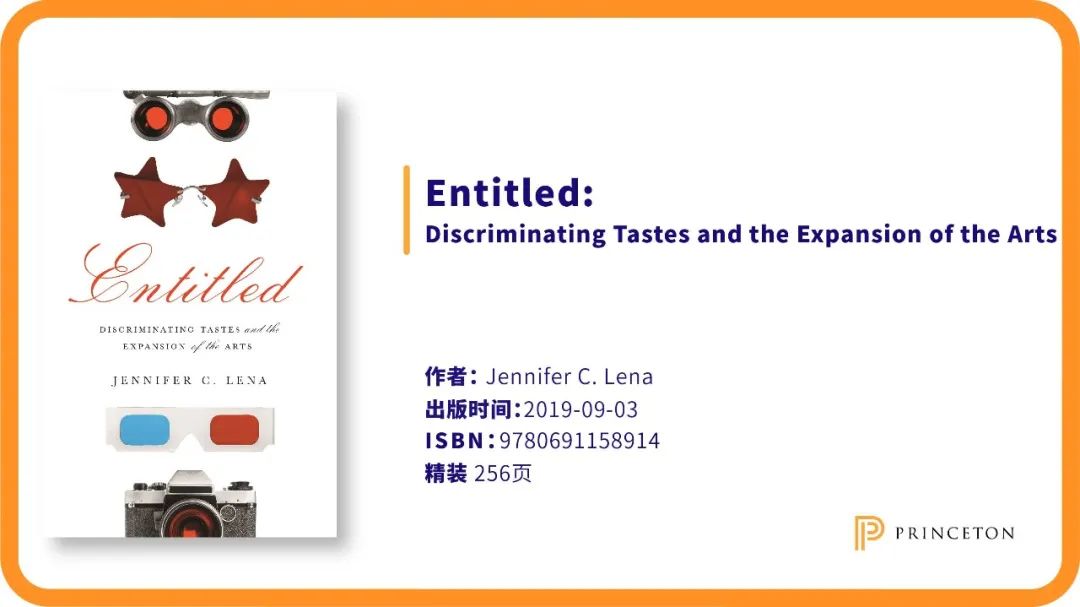 Entitled
DISCRIMINATING TASTES and the
EXPANSION of the ARTS
JENNIFER C. LENA
Entitled:
Discriminating Tastes and the Expansion of the Arts
作者：Jennifer C. Lena
出版时间：2019-09-03
ISBN：9780691158914
精装 256页
PRINCETON